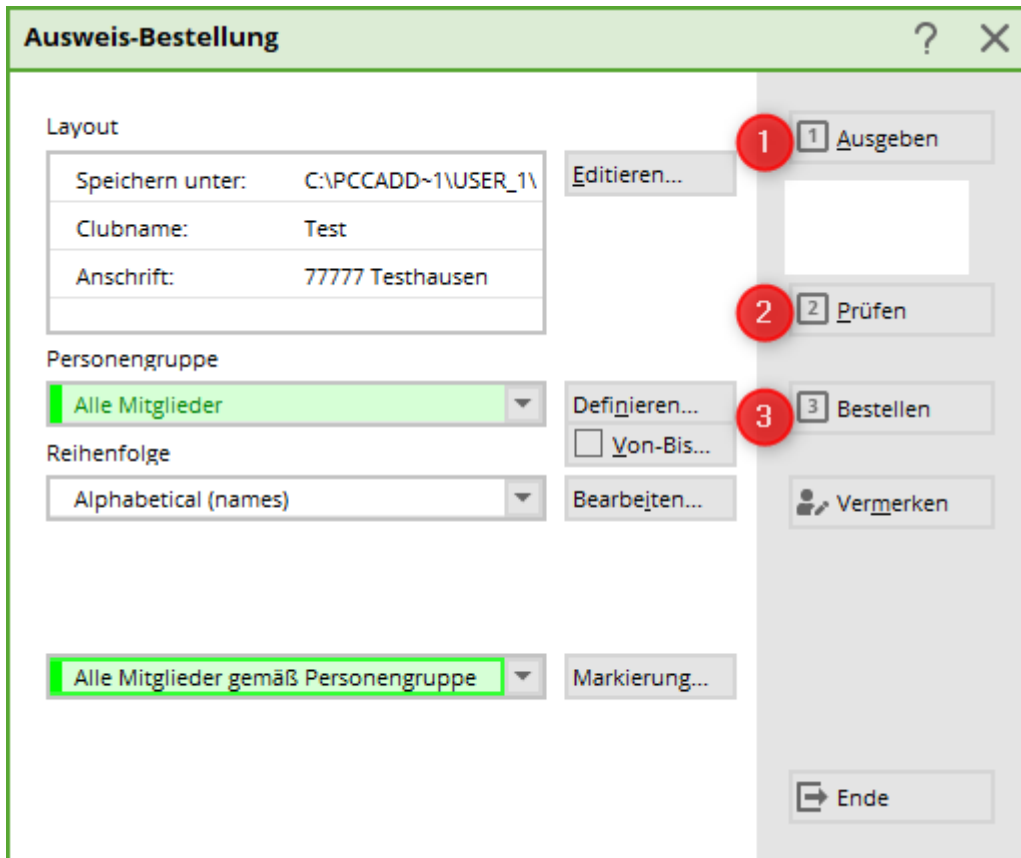 Ausweis-Bestellung
?
Layout
Speichern unter: C:\PCCADD~1\USER_1\
Clubname: Test
Anschrift: 77777 Testhausen
Editieren...
Personengruppe
Alle Mitglieder
Definieren...
Von-Bis...
Reihenfolge
Alphabetical (names)
Bearbeiten...
Alle Mitglieder gemäß Personengruppe
Markierung...
1 1 Ausgeben
2 2 Prüfen
3 3 Bestellen
Vermerken
Ende